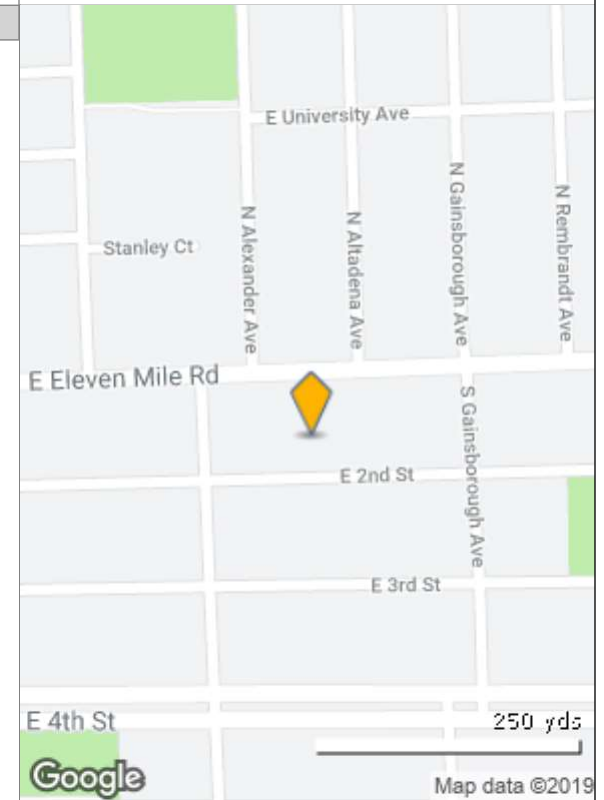 E University Ave
N Gainsborough Ave
N Rembrandt Ave
N Alexander Ave
N Altadena Ave
Stanley Ct
E Eleven Mile Rd
S Gainsborough Ave
E 2nd St
E 3rd St
E 4th St
250 yds
Google
Map data ©2019